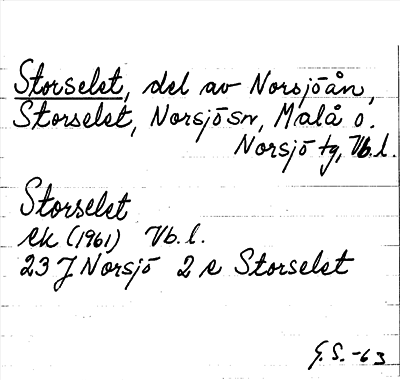 Storselet, del av Norsjöån,
Storselet, Norsjö sn, Malå o.
Norsjö tg, Vb.l.
Storselet
ek (1961) Vb.l.
23 J Norsjö 2 e Storselet
G.S. -63